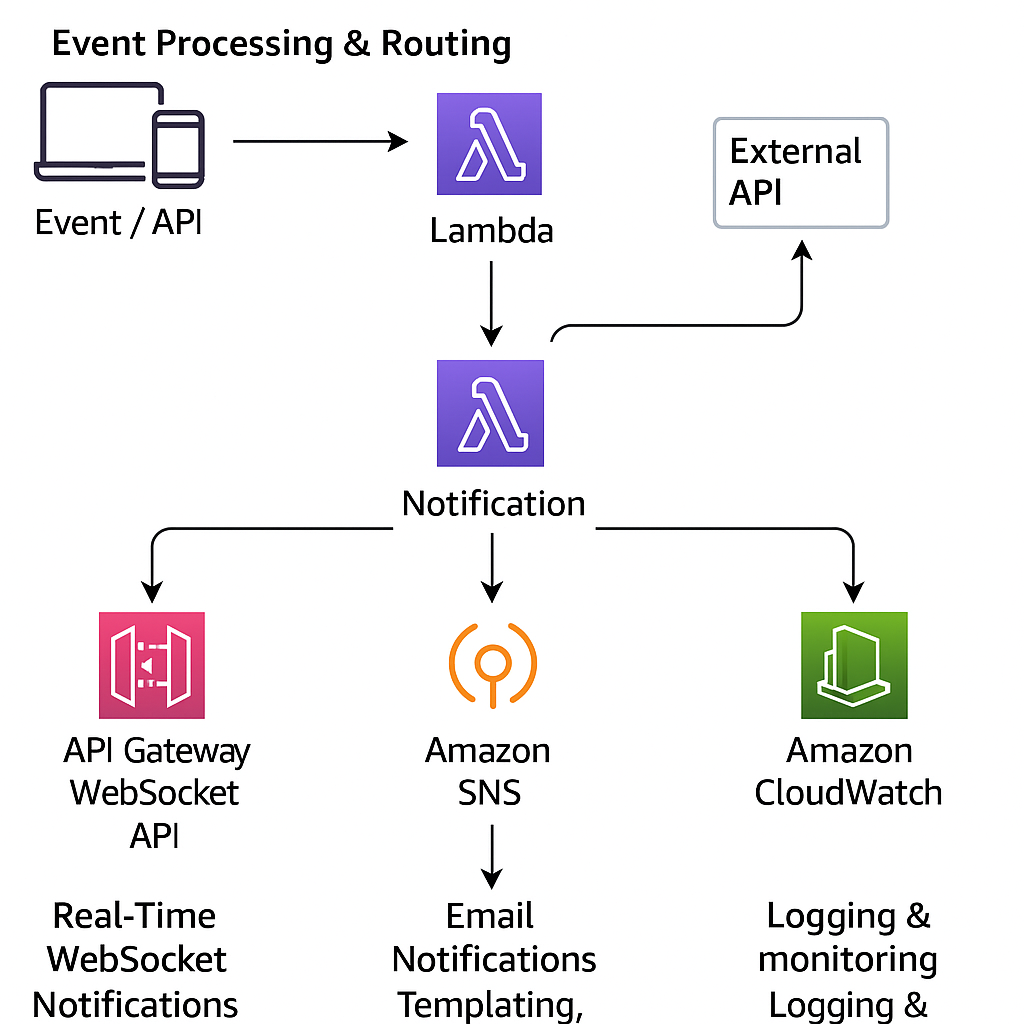 Event Processing & Routing
Event / API
Lambda
External
API
Notification
API Gateway
WebSocket
API
Amazon
SNS
Amazon
CloudWatch
Real-Time
WebSocket
Notifications
Email
Notifications
Templating,
Logging &
monitoring
Logging &